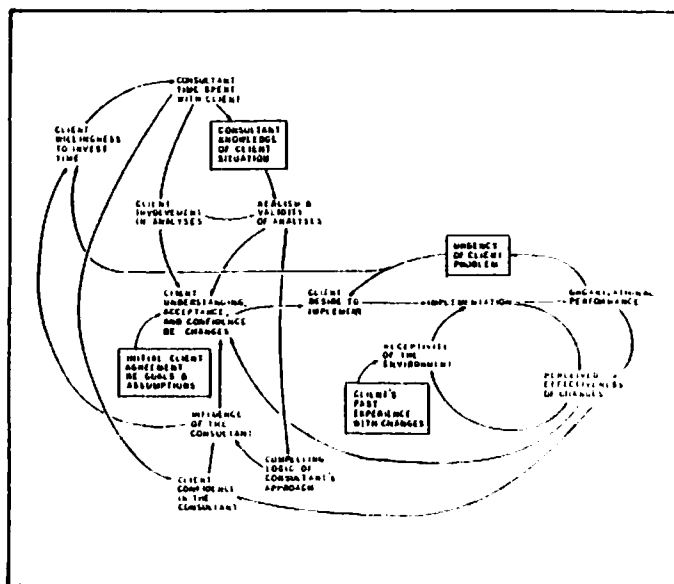 CONSULTANT
TIME SPENT
WITH CLIENT
CLIENT
WILLINGNESS
TO INVEST
TIME
CONSULTANT
KNOWLEDGE
OF CLIENT
SITUATION
CLIENT
INVOLVEMENT
IN ANALYSES
REALISM &
VALIDITY
OF ANALYSES
URGENCY
OF CLIENT
PROBLEM
CLIENT
UNDERSTANDING,
ACCEPTANCE,
AND CONFIDENCE
RE CHANGES
CLIENT
DESIRE TO
IMPLEMENT
IMPLEMENTATION
ORGANIZATIONAL
PERFORMANCE
INITIAL CLIENT
AGREEMENT
RE GOALS &
ASSUMPTIONS
RECEPTIVITY
OF THE
ENVIRONMENT
PERCEIVED
EFFECTIVENESS
OF CHANGES
CLIENT'S
PAST
EXPERIENCE
WITH CHANGES
INFLUENCE
OF THE
CONSULTANT
COMPELLING
LOGIC OF
CONSULTANT'S
APPROACH
CLIENT
CONFIDENCE
IN THE
CONSULTANT